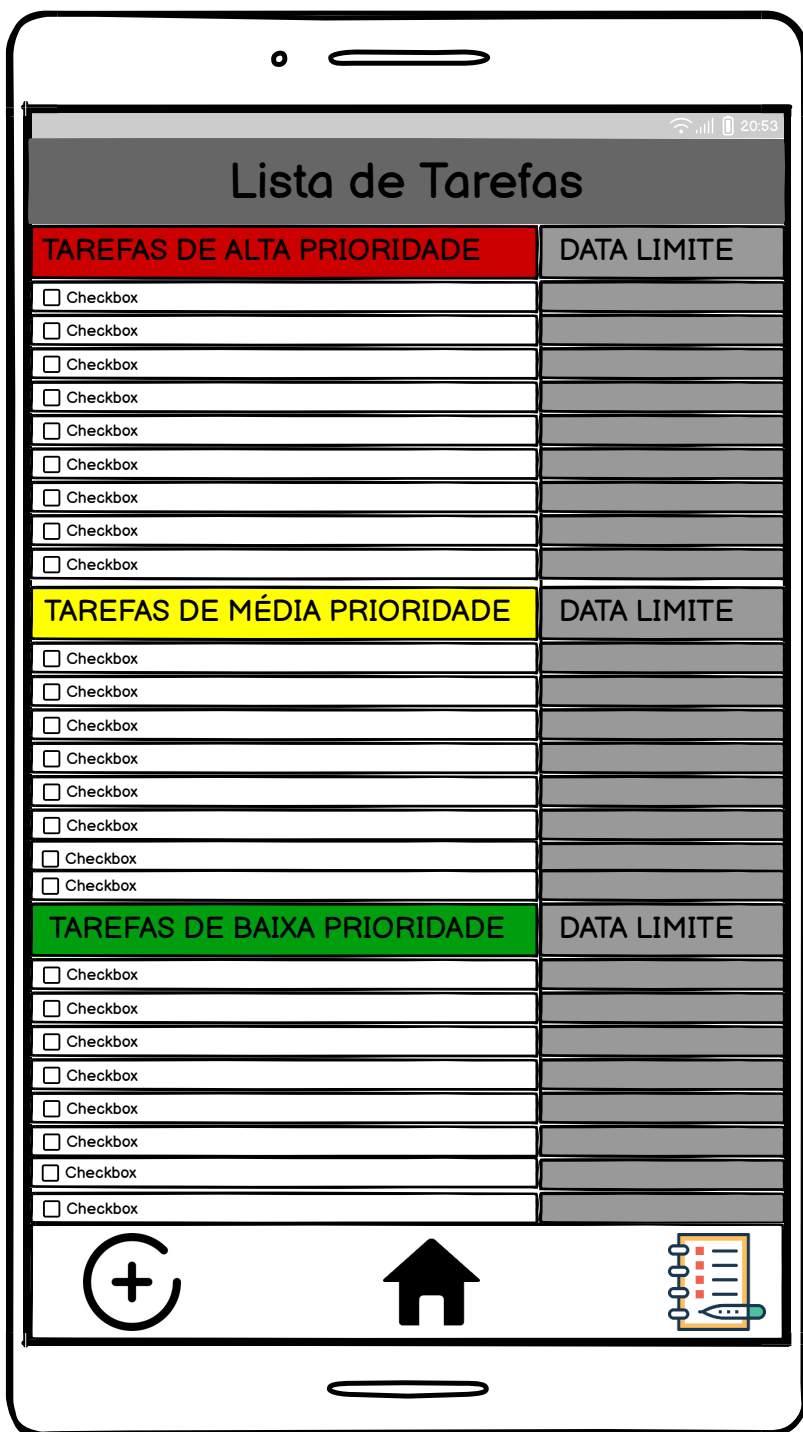 20:53
Lista de Tarefas
TAREFAS DE ALTA PRIORIDADE DATA LIMITE
Checkbox
Checkbox
Checkbox
Checkbox
Checkbox
Checkbox
Checkbox
Checkbox
Checkbox
TAREFAS DE MÉDIA PRIORIDADE DATA LIMITE
Checkbox
Checkbox
Checkbox
Checkbox
Checkbox
Checkbox
Checkbox
Checkbox
TAREFAS DE BAIXA PRIORIDADE DATA LIMITE
Checkbox
Checkbox
Checkbox
Checkbox
Checkbox
Checkbox
Checkbox
Checkbox